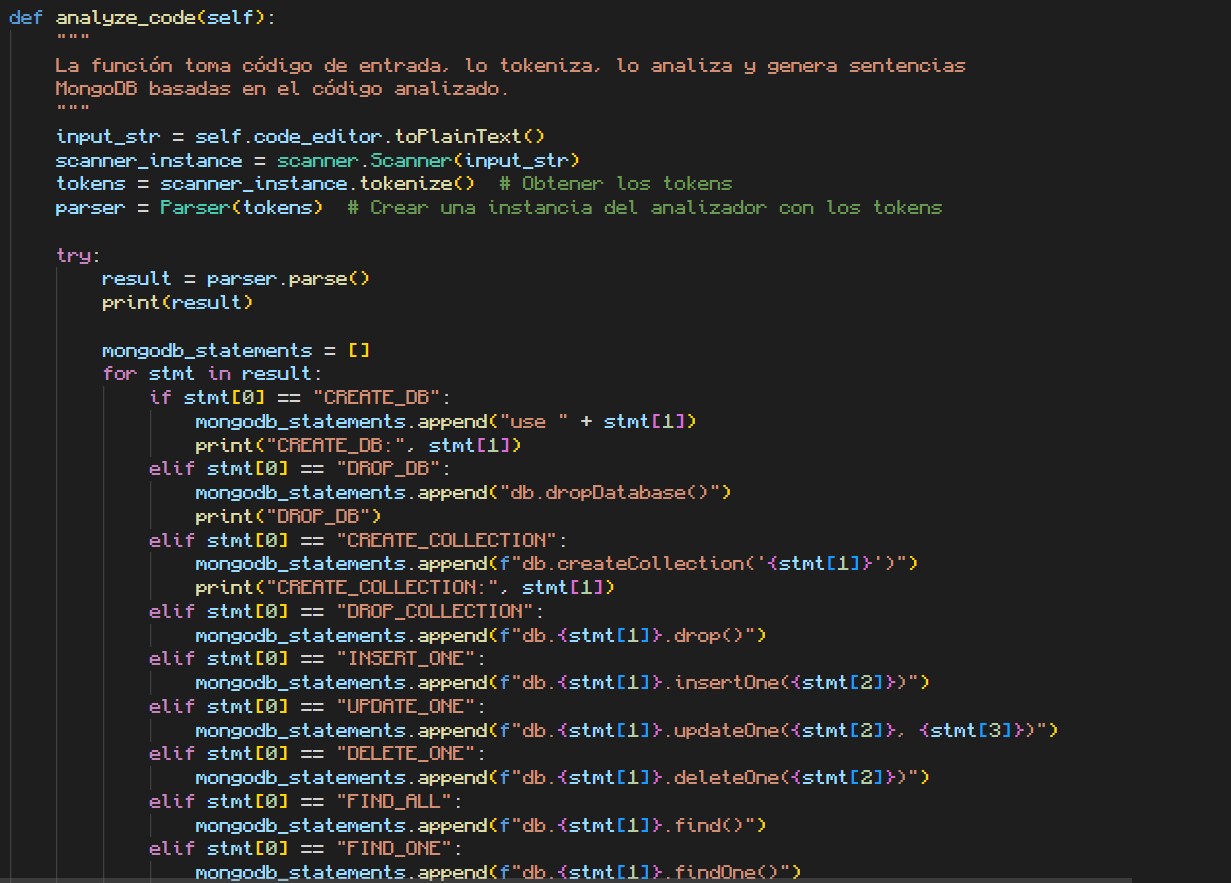 def analyze_code(self):
"""
La función toma código de entrada, lo tokeniza, lo analiza y genera sentencias
MongoDB basadas en el código analizado.
"""
input_str = self.code_editor.toPlainText()
scanner_instance = scanner.Scanner(input_str)
tokens = scanner_instance.tokenize()  # Obtener los tokens
parser = Parser(tokens)  # Crear una instancia del analizador con los tokens
try:
result = parser.parse()
print(result)
mongodb_statements = []
for stmt in result:
if stmt[0] == "CREATE_DB":
mongodb_statements.append("use " + stmt[1])
print("CREATE_DB:", stmt[1])
elif stmt[0] == "DROP_DB":
mongodb_statements.append("db.dropDatabase()")
print("DROP_DB")
elif stmt[0] == "CREATE_COLLECTION":
mongodb_statements.append(f"db.createCollection('{stmt[1]}')")
print("CREATE_COLLECTION:", stmt[1])
elif stmt[0] == "DROP_COLLECTION":
mongodb_statements.append(f"db.{stmt[1]}.drop()")
elif stmt[0] == "INSERT_ONE":
mongodb_statements.append(f"db.{stmt[1]}.insertOne({stmt[2]})")
elif stmt[0] == "UPDATE_ONE":
mongodb_statements.append(f"db.{stmt[1]}.updateOne({stmt[2]}, {stmt[3]})")
elif stmt[0] == "DELETE_ONE":
mongodb_statements.append(f"db.{stmt[1]}.deleteOne({stmt[2]})")
elif stmt[0] == "FIND_ALL":
mongodb_statements.append(f"db.{stmt[1]}.find()")
elif stmt[0] == "FIND_ONE":
mongodb_statements.append(f"db.{stmt[1]}.findOne()")